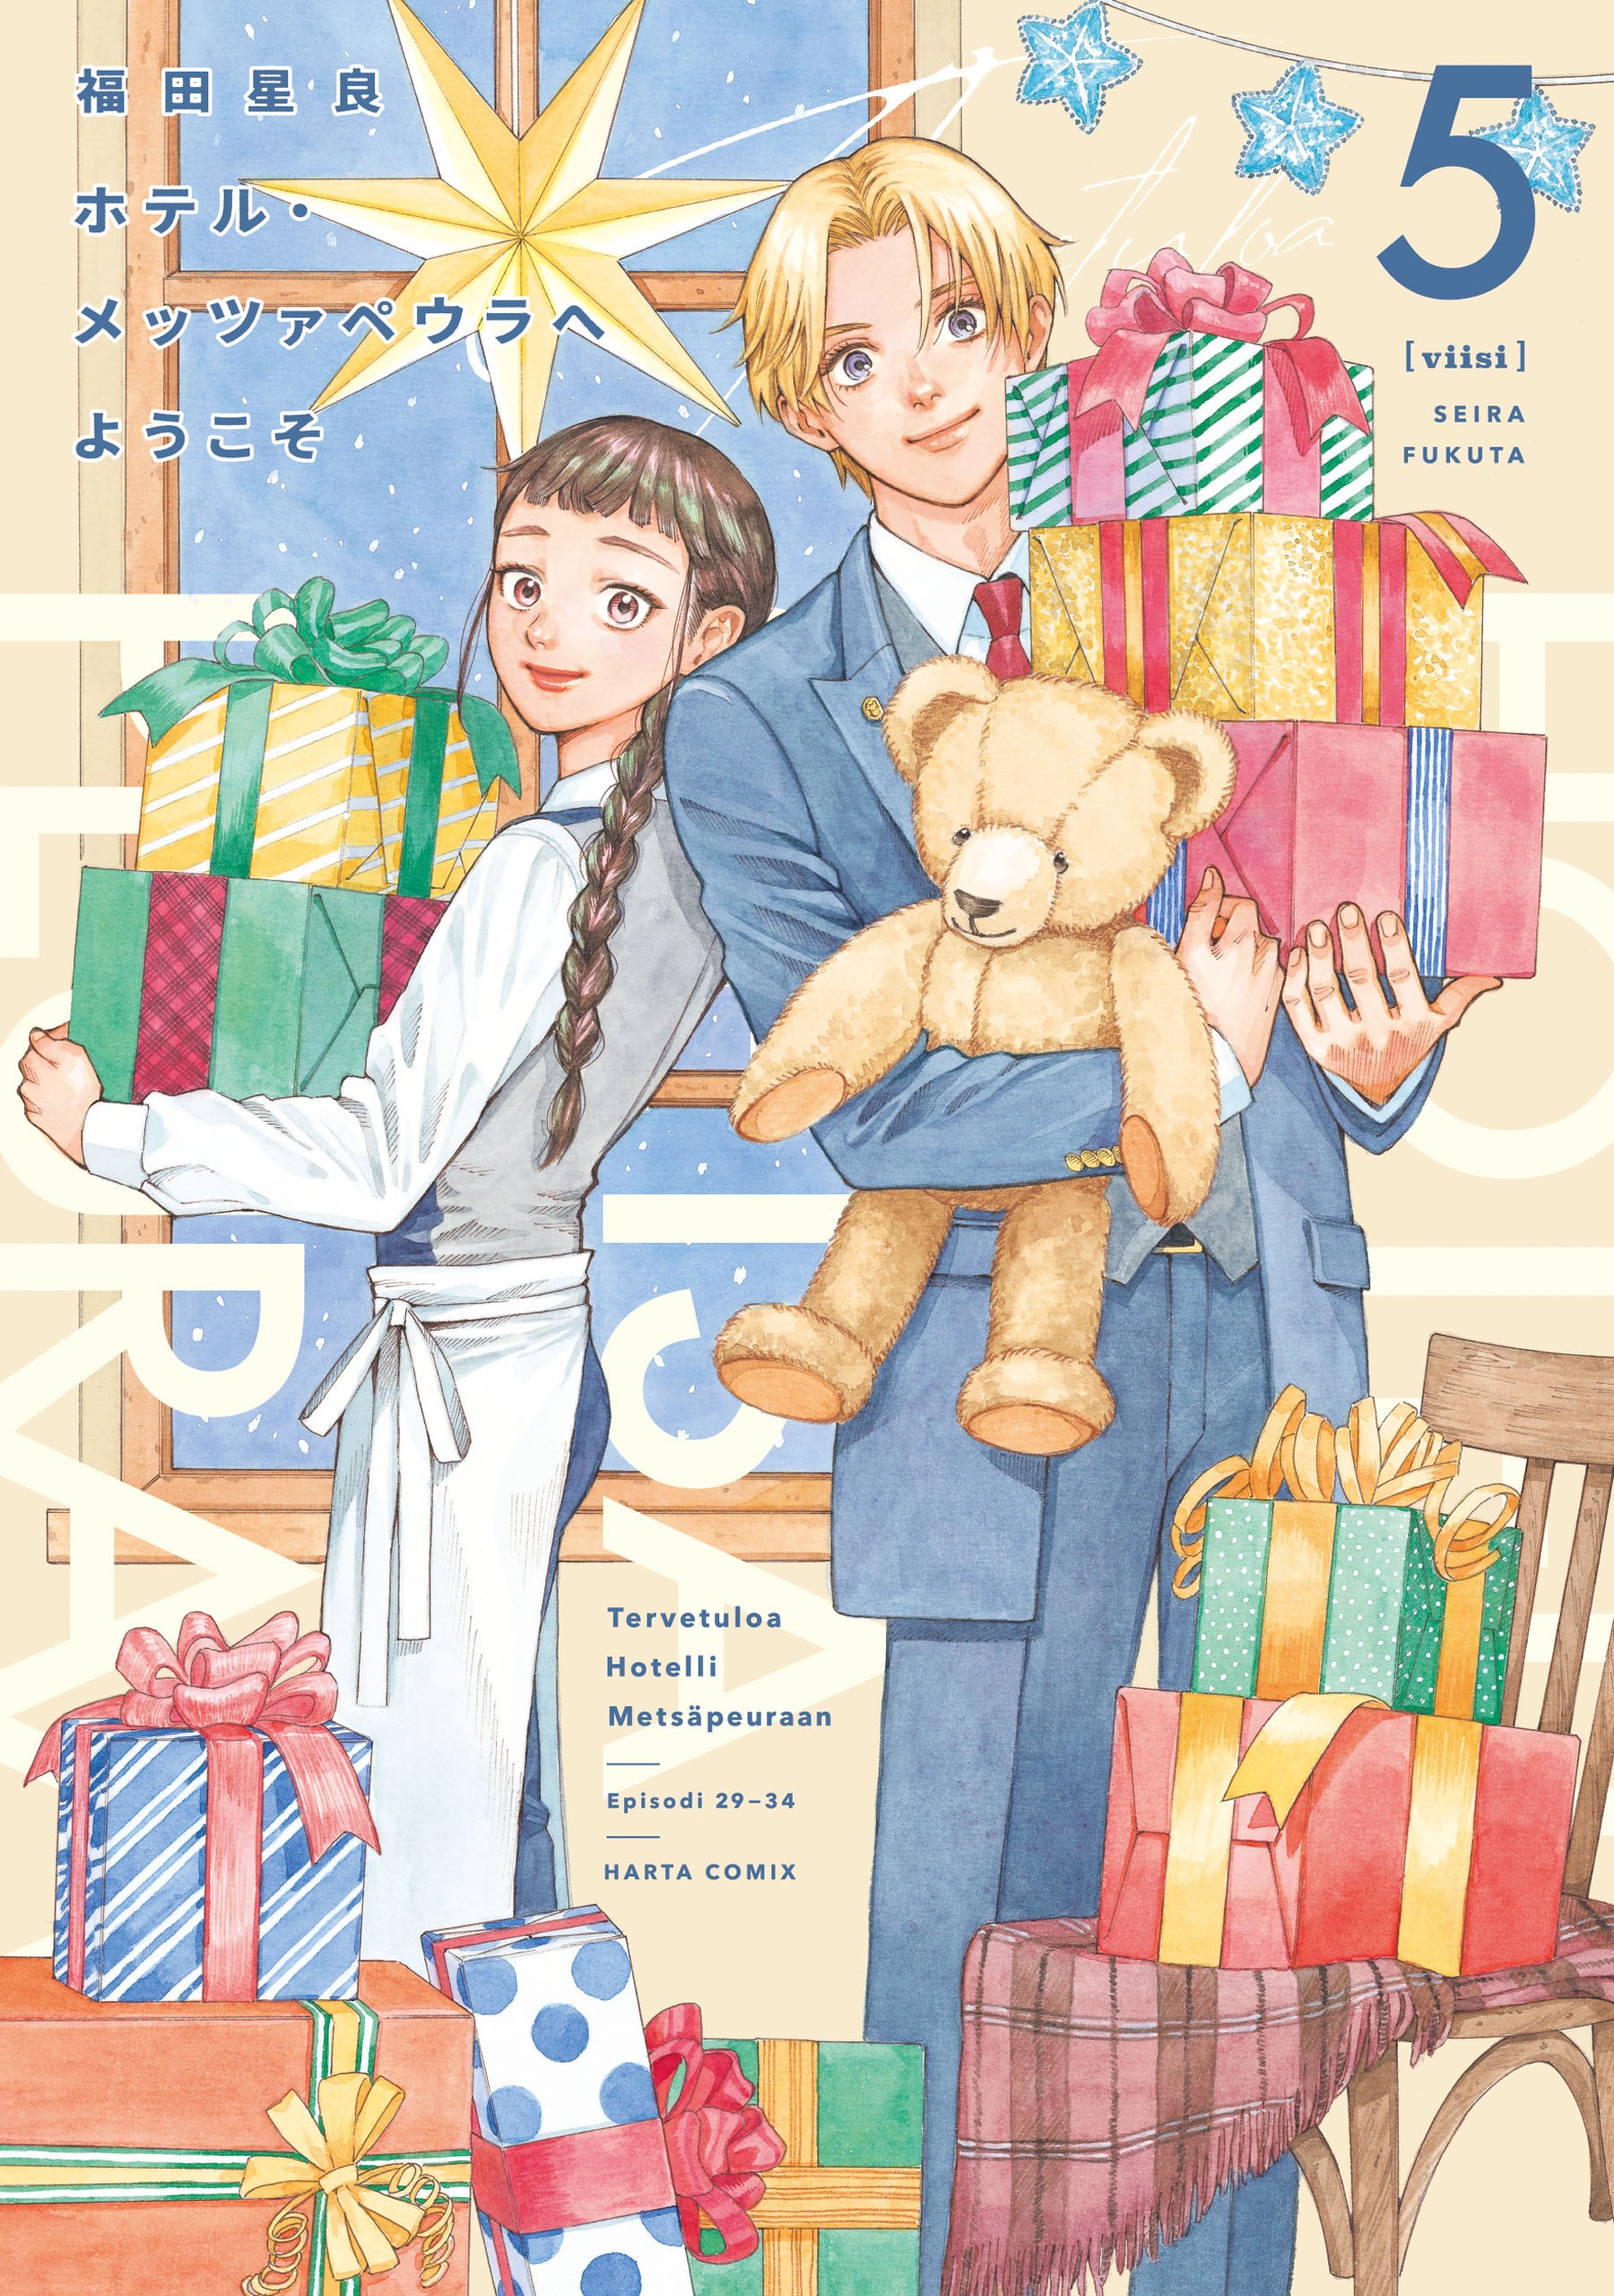 福田星良
ホテル・
メッツァペウラへ
ようこそ
5
[viisi]
SEIRA
FUKUTA
Tervetuloa
Hotelli
Metsäpeuraan
Episodi 29–34
HARTA COMIX